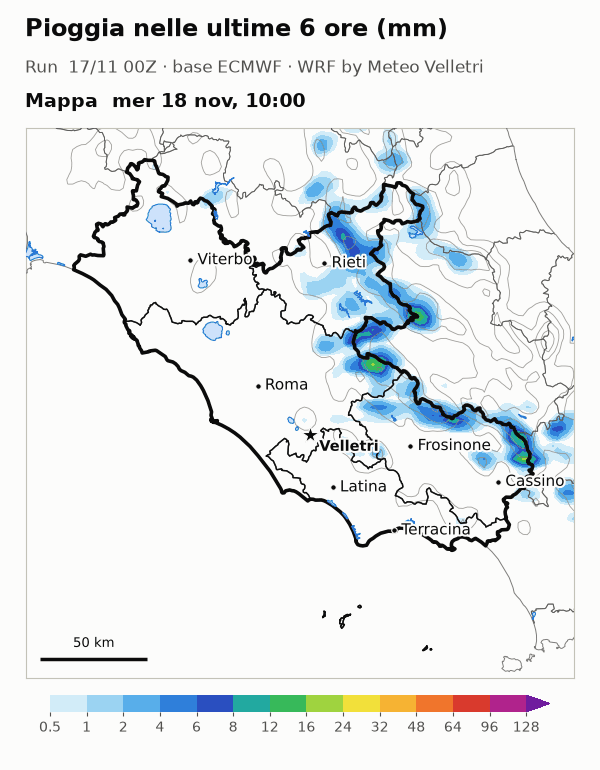 Pioggia nelle ultime 6 ore (mm)
Run  17/11 00Z · base ECMWF · WRF by Meteo Velletri
Mappa  mer 18 nov, 10:00
Viterbo
Rieti
Roma
Velletri
Frosinone
Latina
Cassino
Terracina
50 km
0.5 1 2 4 6 8 12 16 24 32 48 64 96 128